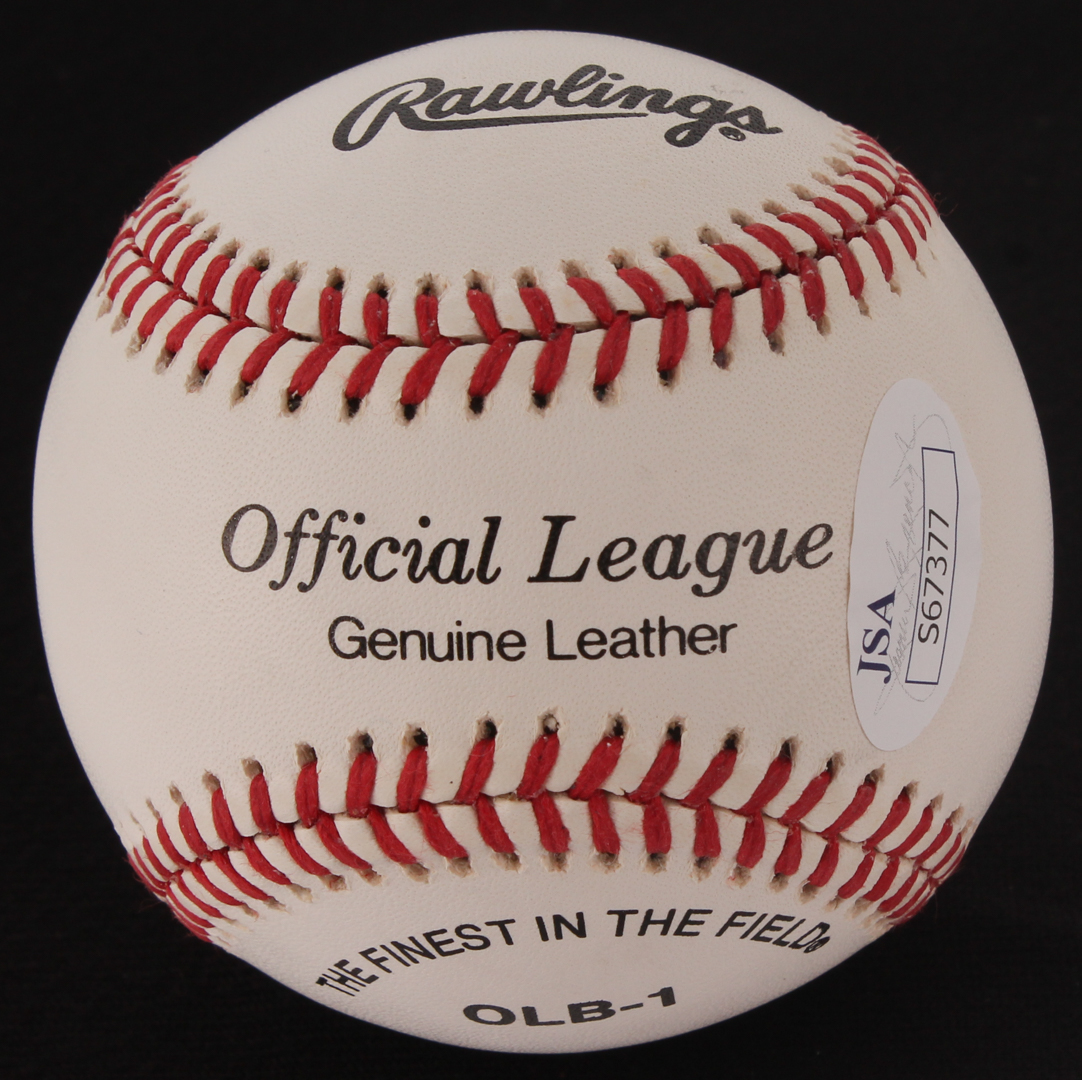 Rawlings®
Official League
Genuine Leather
JSA
S67377
THE FINEST IN THE FIELD®
OLB-1